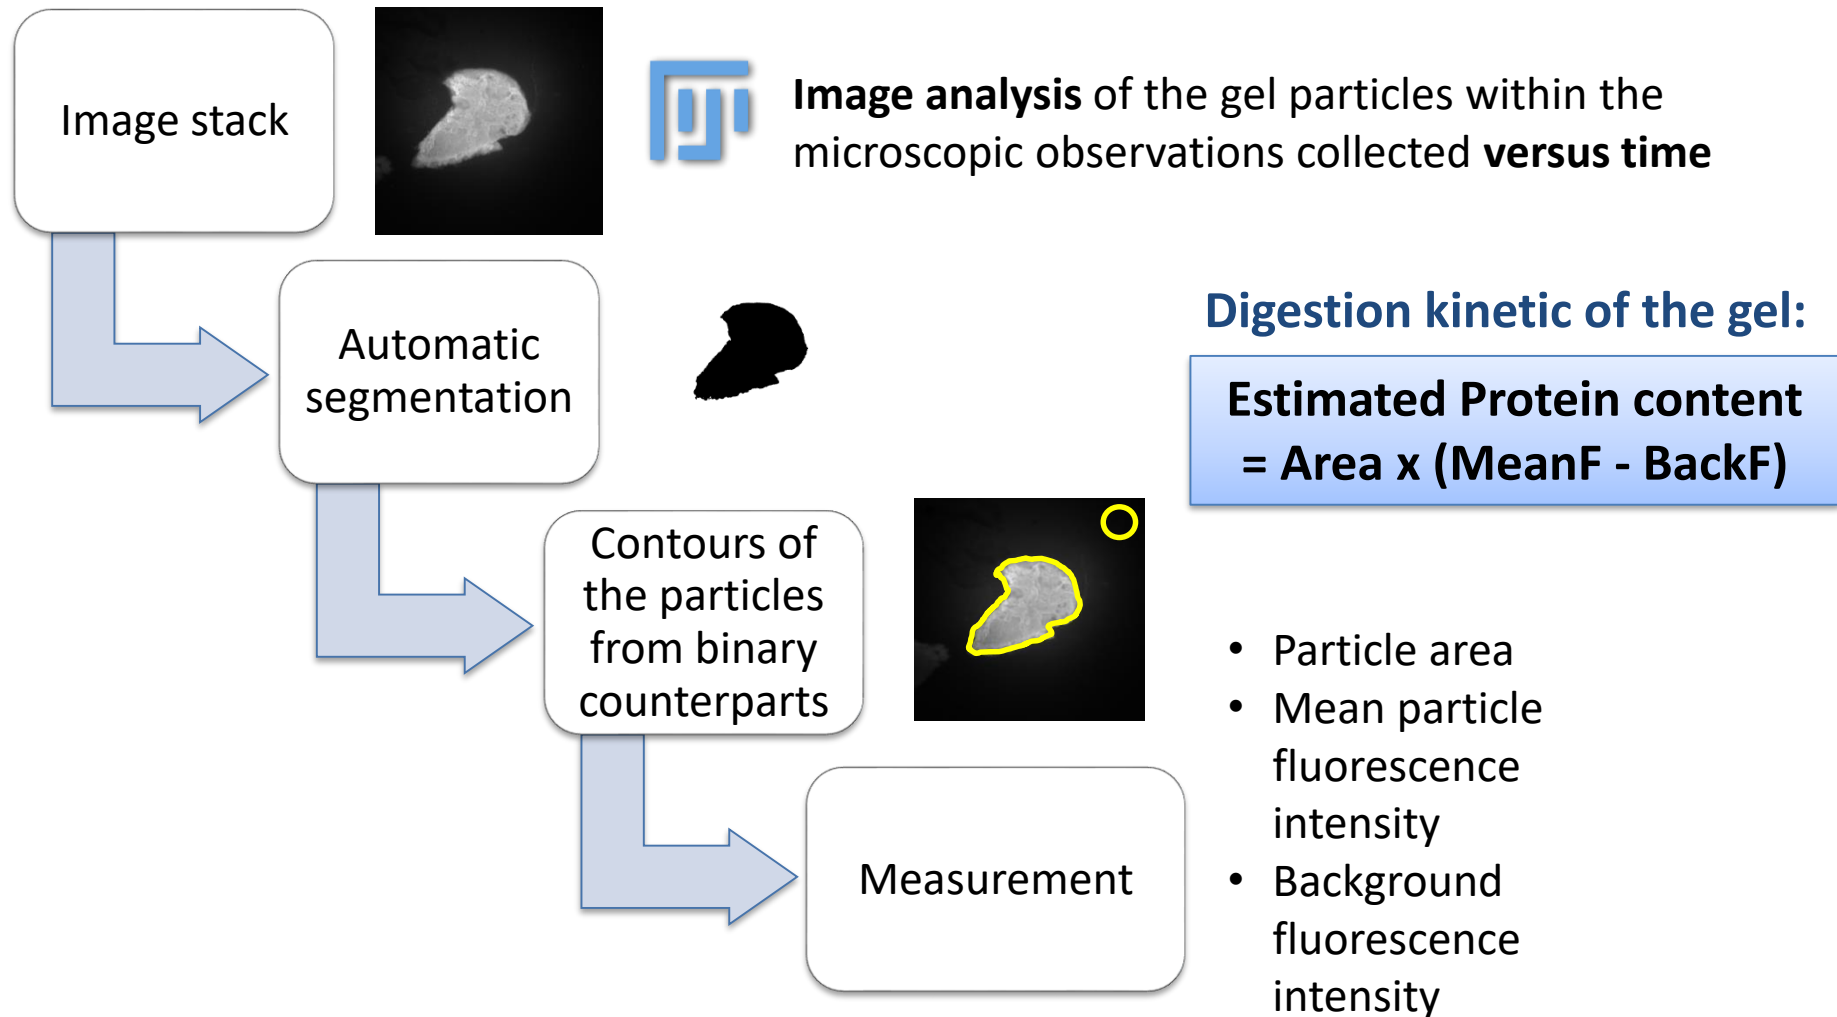 Image stack
Image analysis of the gel particles within the
microscopic observations collected versus time
Automatic
segmentation
Digestion kinetic of the gel:
Estimated Protein content
= Area x (MeanF - BackF)
Contours of
the particles
from binary
counterparts
Measurement
• Particle area
• Mean particle
fluorescence
intensity
• Background
fluorescence
intensity